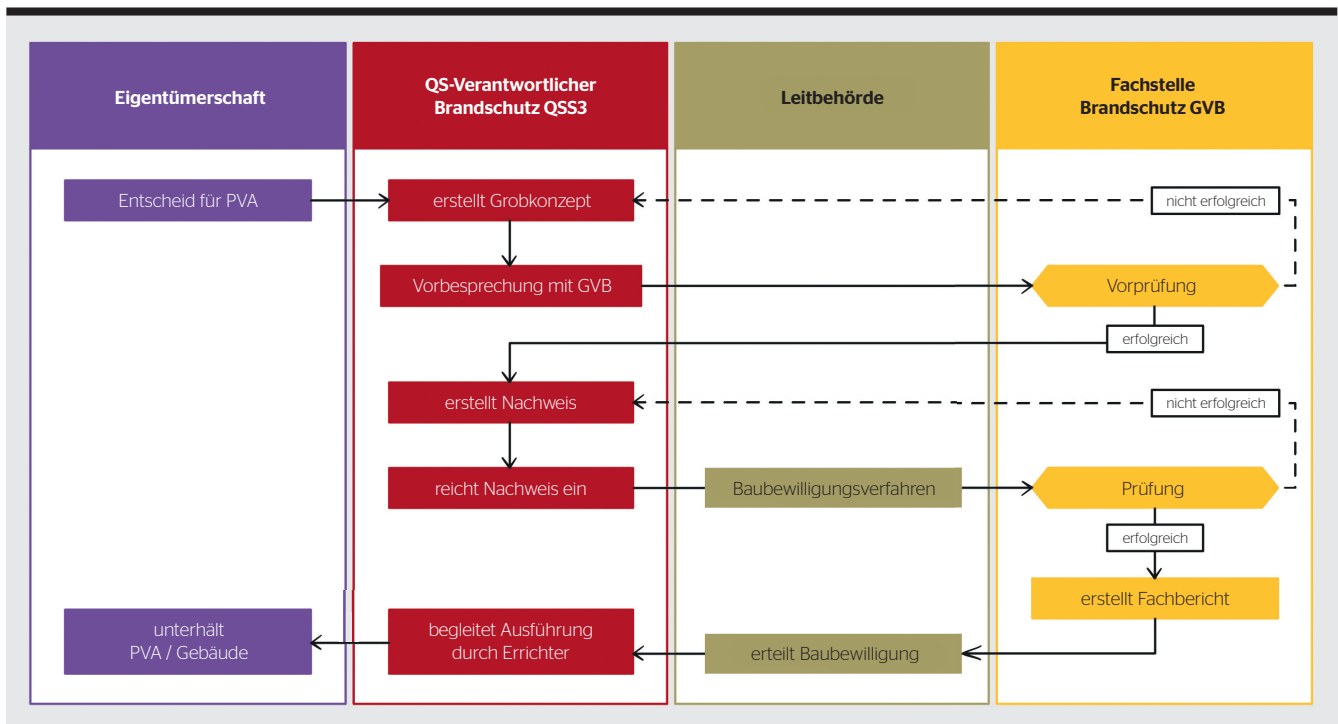 Eigentümerschaft
QS-Verantwortlicher
Brandschutz QSS3
Leitbehörde
Fachstelle
Brandschutz GVB
Entscheid für PVA
erstellt Grobkonzept
nicht erfolgreich
Vorbesprechung mit GVB
Vorprüfung
erfolgreich
erstellt Nachweis
nicht erfolgreich
reicht Nachweis ein
Baubewilligungsverfahren
Prüfung
erfolgreich
erstellt Fachbericht
unterhält
PVA / Gebäude
begleitet Ausführung
durch Errichter
erteilt Baubewilligung